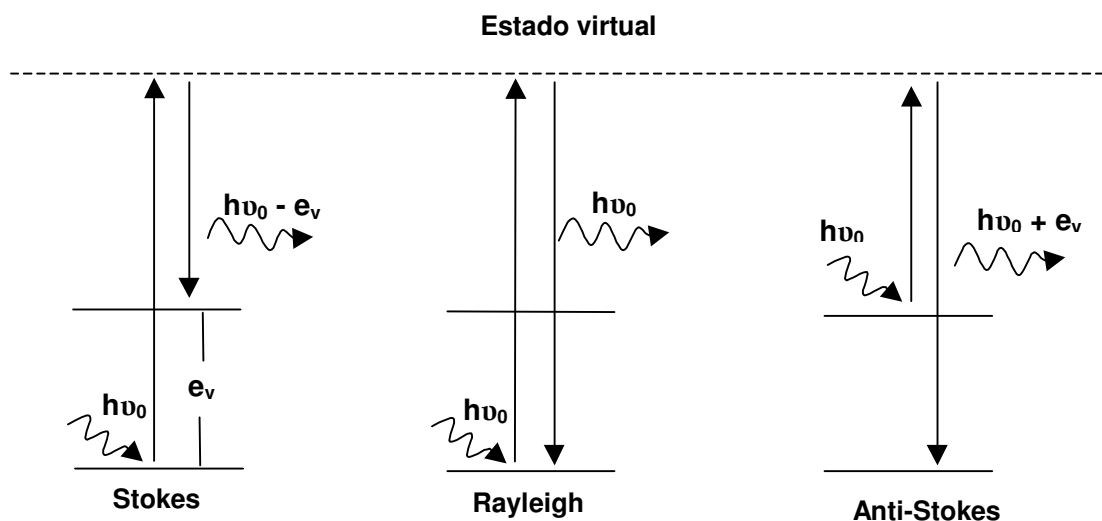 Estado virtual
hυ₀ - eᵥ
hυ₀
hυ₀
hυ₀ + eᵥ
eᵥ
hυ₀
hυ₀
Stokes
Rayleigh
Anti-Stokes